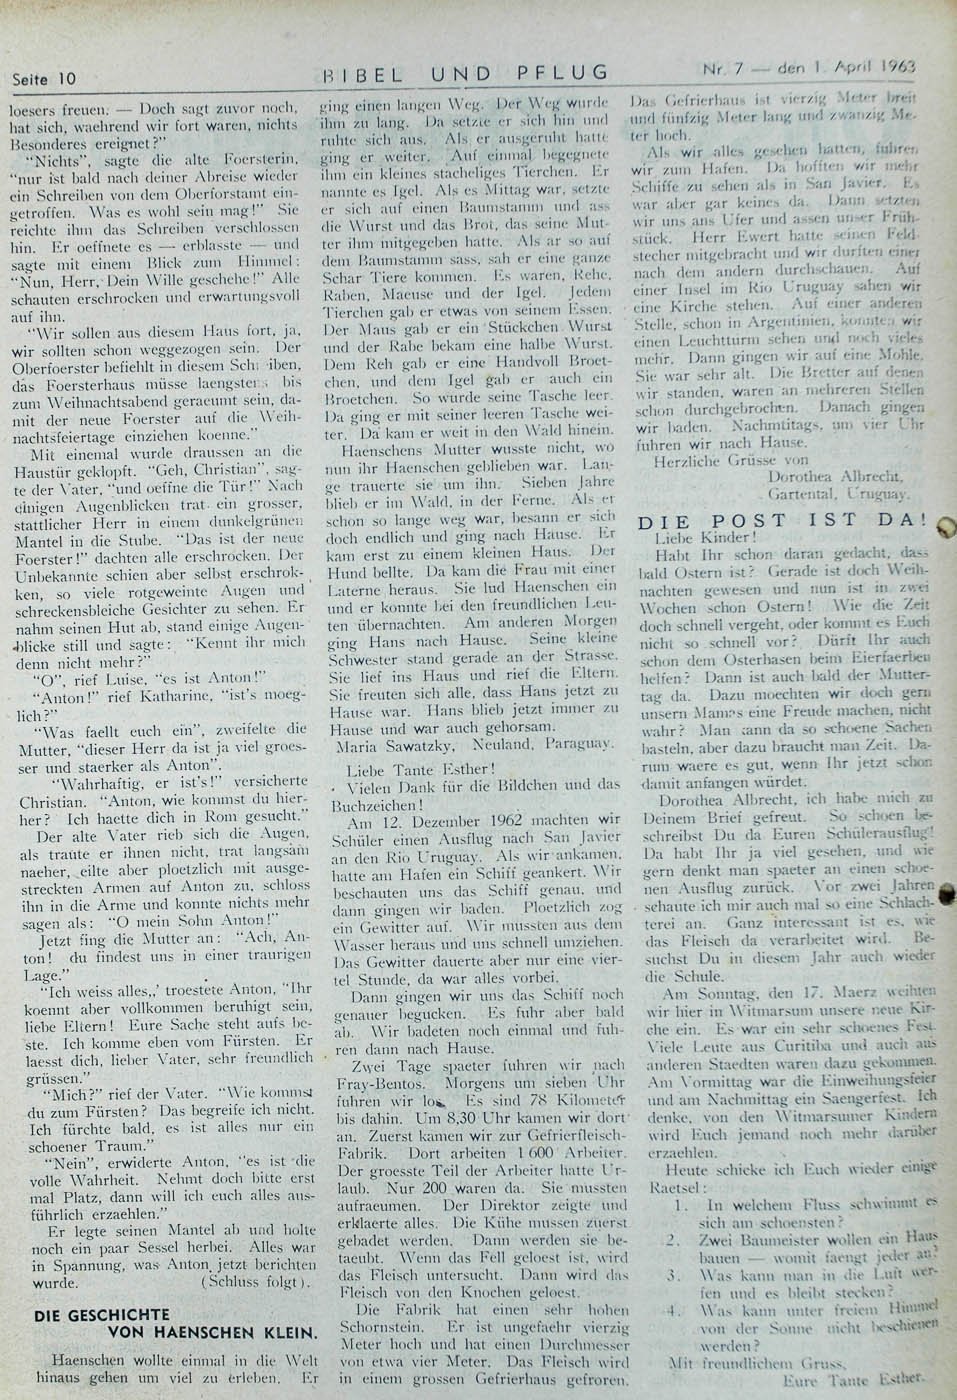 Seite 10
BIBEL UND PFLUG
Nr. 7 — den 1. April 1963
loesers freuen. — Doch sagt zuvor noch,
hat sich, waehrend wir fort waren, nichts
Besonderes ereignet?"
"Nichts", sagte die alte Foersterin,
"nur ist bald nach deiner Abreise wieder
ein Schreiben von dem Oberforstamt ein-
getroffen. Was es wohl sein mag!" Sie
reichte ihm das Schreiben verschlossen
hin. Er oeffnete es — erblasste — und
sagte mit einem Blick zum Himmel:
"Nun, Herr, Dein Wille geschehe!" Alle
schauten erschrocken und erwartungsvoll
auf ihn.
"Wir sollen aus diesem Haus fort, ja,
wir sollten schon weggezogen sein. Der
Oberfoerster befiehlt in diesem Schreiben,
das Foersterhaus müsse laengstens bis
zum Weihnachtsabend geraeumt sein, da-
mit der neue Foerster auf die Weih-
nachtsfeiertage einziehen koenne."
Mit einemal wurde draussen an die
Haustür geklopft. "Geh, Christian", sag-
te der Vater, "und oeffne die Tür!" Nach
einigen Augenblicken trat ein grosser,
stattlicher Herr in einem dunkelgrünen
Mantel in die Stube. "Das ist der neue
Foerster!" dachten alle erschrocken. Der
Unbekannte schien aber selbst erschrok-
ken, so viele rotgeweinte Augen und
schreckensbleiche Gesichter zu sehen. Er
nahm seinen Hut ab, stand einige Augen-
blicke still und sagte: "Kennt ihr mich
denn nicht mehr?"
"O", rief Luise, "es ist Anton!"
"Anton!" rief Katharine, "ist's moeg-
lich?"
"Was faellt euch ein", zweifelte die
Mutter, "dieser Herr da ist ja viel groes-
ser und staerker als Anton".
"Wahrhaftig, er ist's!" versicherte
Christian. "Anton, wie kommst du hier-
her? Ich haette dich in Rom gesucht."
Der alte Vater rieb sich die Augen,
als traute er ihnen nicht, trat langsam
naeher, eilte aber ploetzlich mit ausge-
streckten Armen auf Anton zu, schloss
ihn in die Arme und konnte nichts mehr
sagen als: "O mein Sohn Anton!"
Jetzt fing die Mutter an: "Ach, An-
ton! du findest uns in einer traurigen
Lage."
"Ich weiss alles,,' troestete Anton, "Ihr
koennt aber vollkommen beruhigt sein,
liebe Eltern! Eure Sache steht aufs be-
ste. Ich komme eben vom Fürsten. Er
laesst dich, lieber Vater, sehr freundlich
grüssen."
"Mich?" rief der Vater. "Wie kommst
du zum Fürsten? Das begreife ich nicht.
Ich fürchte bald, es ist alles nur ein
schoener Traum."
"Nein", erwiderte Anton, "es ist die
volle Wahrheit. Nehmt doch bitte erst
mal Platz, dann will ich euch alles aus-
führlich erzaehlen."
Er legte seinen Mantel ab und holte
noch ein paar Sessel herbei. Alles war
in Spannung, was Anton jetzt berichten
wurde. (Schluss folgt).
DIE GESCHICHTE
VON HAENSCHEN KLEIN.
Haenschen wollte einmal in die Welt
hinaus gehen um viel zu erleben. Er
ging einen langen Weg. Der Weg wurde
ihm zu lang. Da setzte er sich hin und
ruhte sich aus. Als er ausgeruht hatte
ging er weiter. Auf einmal begegnete
ihm ein kleines stacheliges Tierchen. Er
nannte es Igel. Als es Mittag war, setzte
er sich auf einen Baumstamm und ass
die Wurst und das Brot, das seine Mut-
ter ihm mitgegeben hatte. Als ar so auf
dem Baumstamm sass, sah er eine ganze
Schar Tiere kommen. Es waren, Rehe,
Raben, Maeuse und der Igel. Jedem
Tierchen gab er etwas von seinem Essen.
Der Maus gab er ein Stückchen Wurst
und der Rabe bekam eine halbe Wurst.
Dem Reh gab er eine Handvoll Broet-
chen, und dem Igel gab er auch ein
Broetchen. So wurde seine Tasche leer.
Da ging er mit seiner leeren Tasche wei-
ter. Da kam er weit in den Wald hinein.
Haenschens Mutter wusste nicht, wo
nun ihr Haenschen geblieben war. Lan-
ge trauerte sie um ihn. Sieben Jahre
blieb er im Wald, in der Ferne. Als er
schon so lange weg war, besann er sich
doch endlich und ging nach Hause. Er
kam erst zu einem kleinen Haus. Der
Hund bellte. Da kam die Frau mit einer
Laterne heraus. Sie lud Haenschen ein
und er konnte bei den freundlichen Leu-
ten übernachten. Am anderen Morgen
ging Hans nach Hause. Seine kleine
Schwester stand gerade an der Strasse.
Sie lief ins Haus und rief die Eltern.
Sie freuten sich alle, dass Hans jetzt zu
Hause war. Hans blieb jetzt immer zu
Hause und war auch gehorsam.
Maria Sawatzky, Neuland, Paraguay.
Liebe Tante Esther!
Vielen Dank für die Bildchen und das
Buchzeichen!
Am 12. Dezember 1962 machten wir
Schüler einen Ausflug nach San Javier
an den Rio Uruguay. Als wir ankamen,
hatte am Hafen ein Schiff geankert. Wir
beschauten uns das Schiff genau, und
dann gingen wir baden. Ploetzlich zog
ein Gewitter auf. Wir mussten aus dem
Wasser heraus und uns schnell umziehen.
Das Gewitter dauerte aber nur eine vier-
tel Stunde, da war alles vorbei.
Dann gingen wir uns das Schiff noch
genauer begucken. Es fuhr aber bald
ab. Wir badeten noch einmal und fuh-
ren dann nach Hause.
Zwei Tage spaeter fuhren wir nach
Fray-Bentos. Morgens um sieben Uhr
fuhren wir los. Es sind 78 Kilometer
bis dahin. Um 8,30 Uhr kamen wir dort
an. Zuerst kamen wir zur Gefrierfleisch-
Fabrik. Dort arbeiten 1 600 Arbeiter.
Der groesste Teil der Arbeiter hatte Ur-
laub. Nur 200 waren da. Sie mussten
aufraeumen. Der Direktor zeigte und
erklaerte alles. Die Kühe mussen zuerst
gebadet werden. Dann werden sie be-
taeubt. Wenn das Fell geloest ist, wird
das Fleisch untersucht. Dann wird das
Fleisch von den Knochen geloest.
Die Fabrik hat einen sehr hohen
Schornstein. Er ist ungefaehr vierzig
Meter hoch und hat einen Durchmesser
von etwa vier Meter. Das Fleisch wird
in einem grossen Gefrierhaus gefroren.
Das Gefrierhaus ist vierzig Meter breit
und fünfzig Meter lang und zwanzig Me-
ter hoch.
Als wir alles gesehen hatten, fuhren
wir zum Hafen. Da hofften wir mehr
Schiffe zu sehen als in San Javier. Es
war aber gar keines da. Dann setzten
wir uns ans Ufer und assen unser Früh-
stück. Herr Ewert hatte seinen Feld-
stecher mitgebracht und wir durften einer
nach dem andern durchschauen. Auf
einer Insel im Rio Uruguay sahen wir
eine Kirche stehen. Auf einer anderen
Stelle, schon in Argentinien, konnten wir
einen Leuchtturm sehen und noch vieles
mehr. Dann gingen wir auf eine Mohle.
Sie war sehr alt. Die Bretter auf denen
wir standen, waren an mehreren Stellen
schon durchgebrochen. Danach gingen
wir baden. Nachmittags, um vier Uhr
fuhren wir nach Hause.
Herzliche Grüsse von
Dorothea Albrecht,
Gartental, Uruguay.
DIE POST IST DA!
Liebe Kinder!
Habt Ihr schon daran gedacht, dass
bald Ostern ist? Gerade ist doch Weih-
nachten gewesen und nun ist in zwei
Wochen schon Ostern! Wie die Zeit
doch schnell vergeht, oder kommt es Euch
nicht so schnell vor? Dürft Ihr auch
schon dem Osterhasen beim Eierfaerben
helfen? Dann ist auch bald der Mutter-
tag da. Dazu moechten wir doch gern
unsern Mamas eine Freude machen, nicht
wahr? Man kann da so schoene Sachen
basteln, aber dazu braucht man Zeit. Da-
rum waere es gut, wenn Ihr jetzt schon
damit anfangen würdet.
Dorothea Albrecht, ich habe mich zu
Deinem Brief gefreut. So schoen be-
schreibst Du da Euren Schülerausflug!
Da habt Ihr ja viel gesehen, und wie
gern denkt man spaeter an einen schoe-
nen Ausflug zurück. Vor zwei Jahren
schaute ich mir auch mal so eine Schlach-
terei an. Ganz interessant ist es, wie
das Fleisch da verarbeitet wird. Be-
suchst Du in diesem Jahr auch wieder
die Schule.
Am Sonntag, den 17. Maerz weihten
wir hier in Witmarsum unsere neue Kir-
che ein. Es war ein sehr schoenes Fest.
Viele Leute aus Curitiba und auch aus
anderen Staedten waren dazu gekommen.
Am Vormittag war die Einweihungsfeier
und am Nachmittag ein Saengerfest. Ich
denke, von den Witmarsumer Kindern
wird Euch jemand noch mehr darüber
erzaehlen.
Heute schicke ich Euch wieder einige
Raetsel:
1. In welchem Fluss schwimmt es
sich am schoensten?
2. Zwei Baumeister wollen ein Haus
bauen — womit faengt jeder an?
3. Was kann man in die Luft wer-
fen und es bleibt stecken?
4. Was kann unter freiem Himmel
von der Sonne nicht beschienen
werden?
Mit freundlichem Gruss,
Eure Tante Esther.